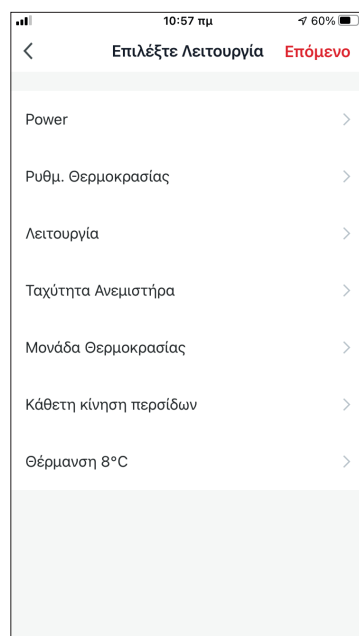 10:57 πμ
60%
Επιλέξτε Λειτουργία
Επόμενο
Power
Ρυθμ. Θερμοκρασίας
Λειτουργία
Ταχύτητα Ανεμιστήρα
Μονάδα Θερμοκρασίας
Κάθετη κίνηση περσίδων
Θέρμανση 8°C